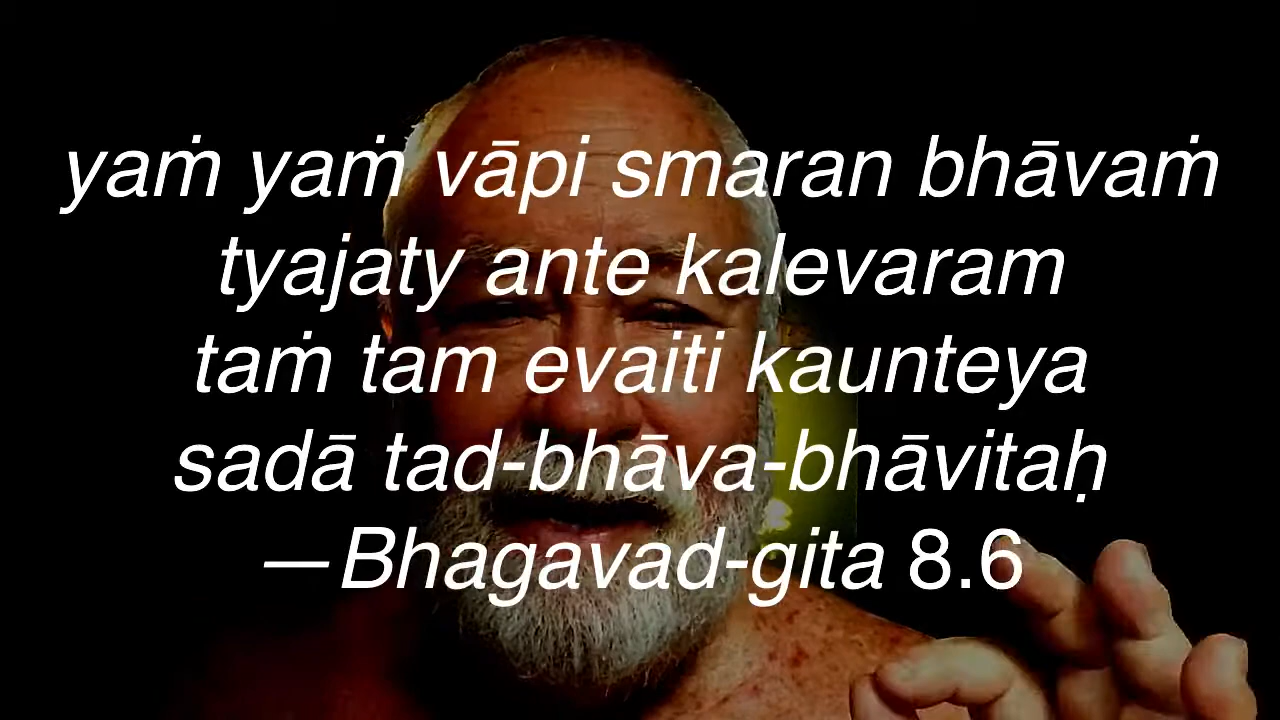 yaṁ yaṁ vāpi smaran bhāvaṁ
tyajaty ante kalevaram
taṁ tam evaiti kaunteya
sadā tad-bhāva-bhāvitaḥ
—Bhagavad-gita 8.6